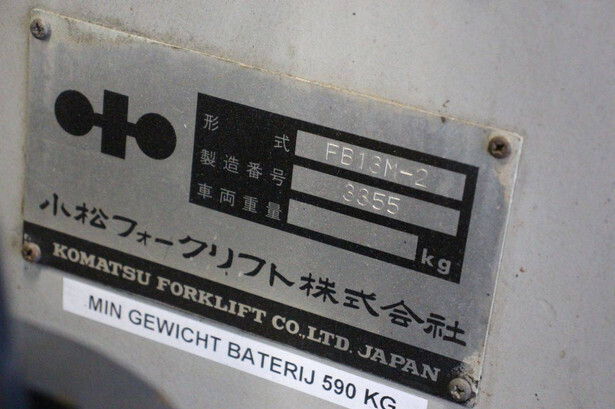 形式 FB13M-2
製造番号 3355
車両重量 kg
小松フォークリフト株式会社
KOMATSU FORKLIFT CO., LTD. JAPAN
MIN GEWICHT BATERIJ 590 KG